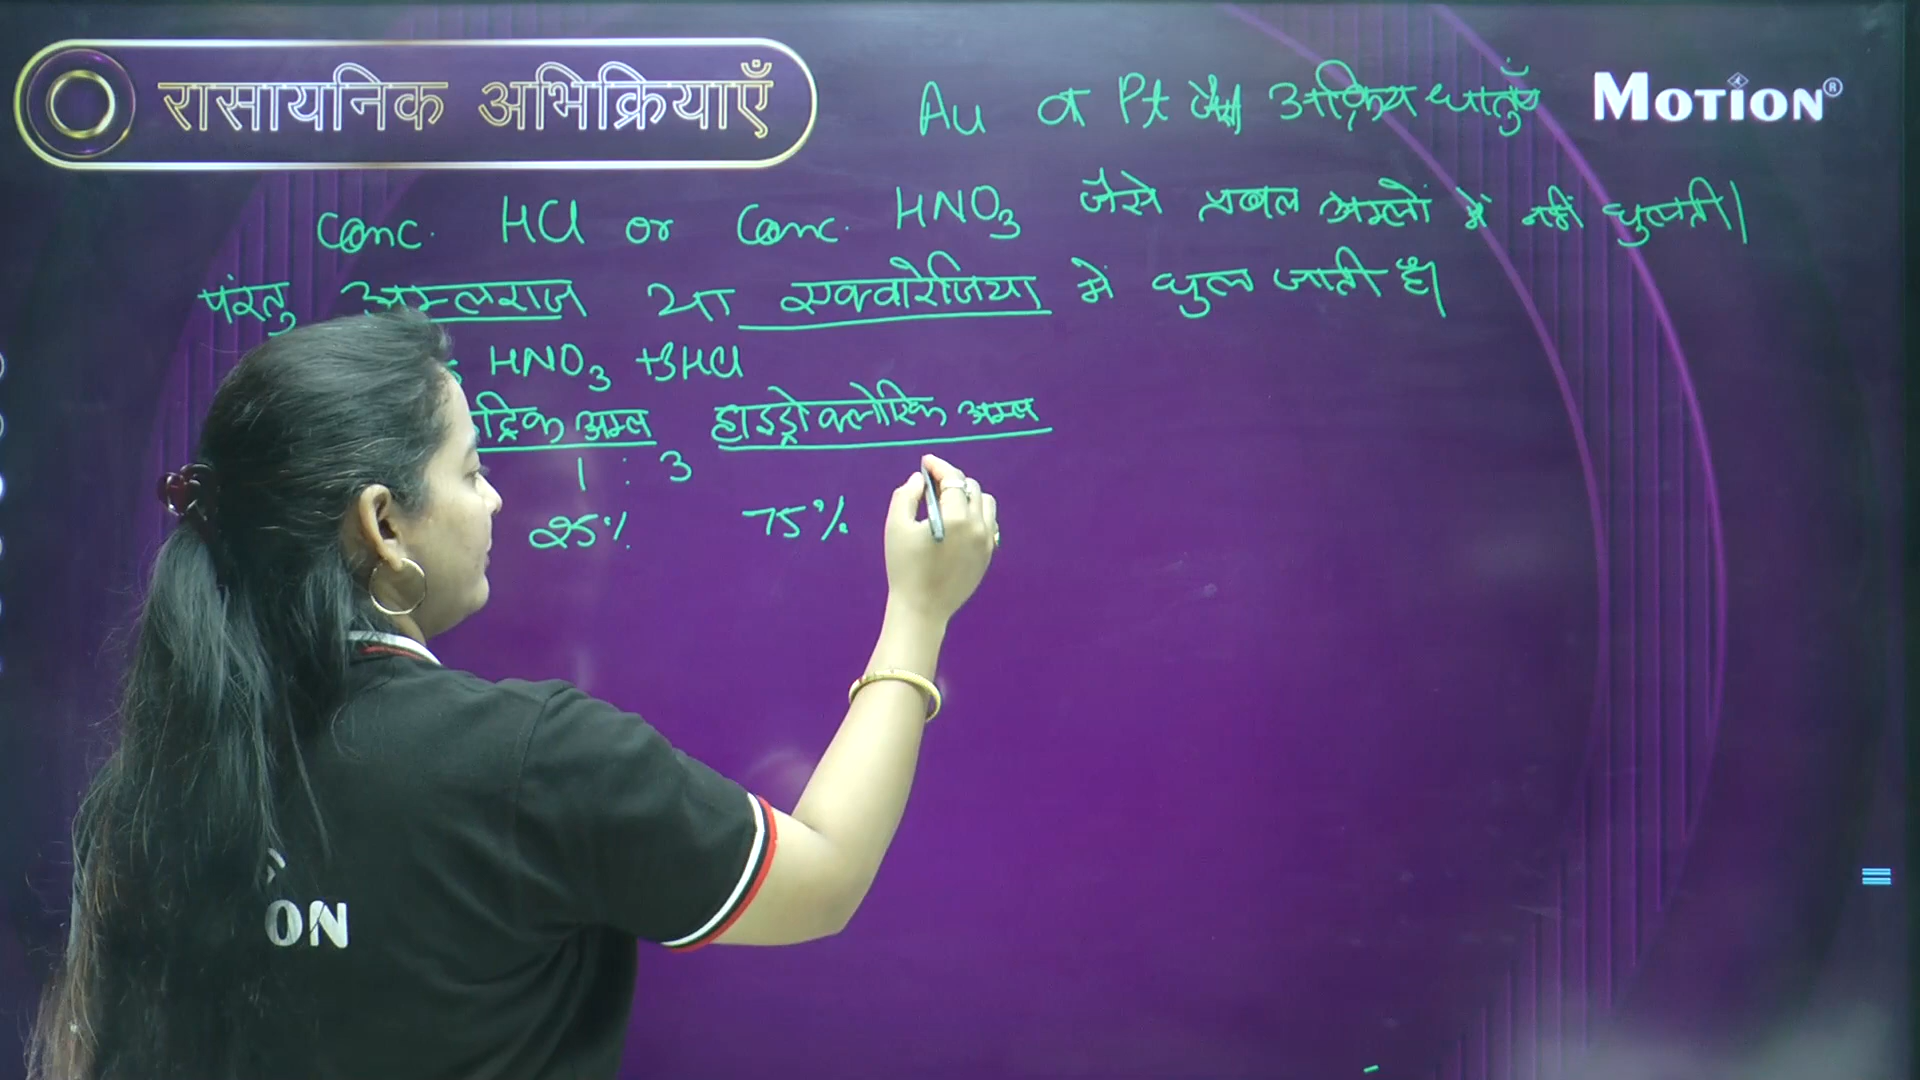 रासायनिक अभिक्रियाएँ
MOTION®
Au व Pt जैसी अक्रिय धातुएँ
Conc. HCl or Conc. HNO3 जैसे प्रबल अम्लों में नहीं घुलती।
परंतु अम्लराज या एक्वारेजिया में घुल जाती है।
HNO3 + 3HCl
ट्रिक अम्ल हाइड्रोक्लोरिक अम्ल
1 : 3
25% 75%
ON